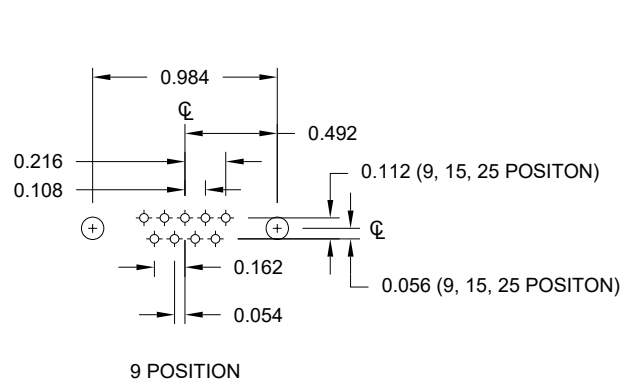 0.984
℄
0.492
0.216
0.112 (9, 15, 25 POSITON)
0.108
℄
0.162
0.056 (9, 15, 25 POSITON)
0.054
9 POSITION